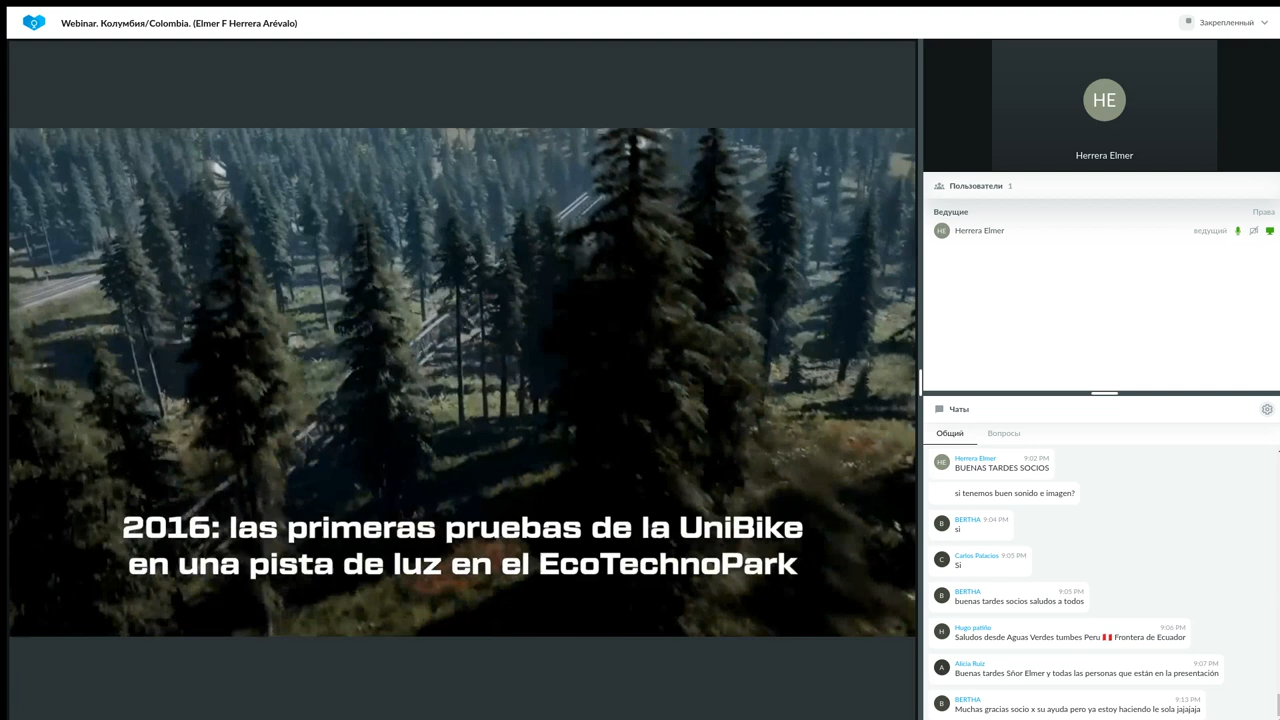 Webinar. Колумбия/Colombia. (Elmer F Herrera Arévalo)
Закрепленный
HE
Herrera Elmer
Пользователи 1
Ведущие Права
HE Herrera Elmer ведущий
2016: las primeras pruebas de la UniBike
en una pista de luz en el EcoTechnoPark
Чаты
Общий Вопросы
HE Herrera Elmer 9:02 PM
BUENAS TARDES SOCIOS
si tenemos buen sonido e imagen?
B BERTHA 9:04 PM
si
C Carlos Palacios 9:05 PM
Si
B BERTHA 9:05 PM
buenas tardes socios saludos a todos
H Hugo patiño 9:06 PM
Saludos desde Aguas Verdes tumbes Peru 🇵🇪 Frontera de Ecuador
A Alicia Ruiz 9:07 PM
Buenas tardes Sñor Elmer y todas las personas que están en la presentación
B BERTHA 9:13 PM
Muchas gracias socio x su ayuda pero ya estoy haciendo le sola jajajaja